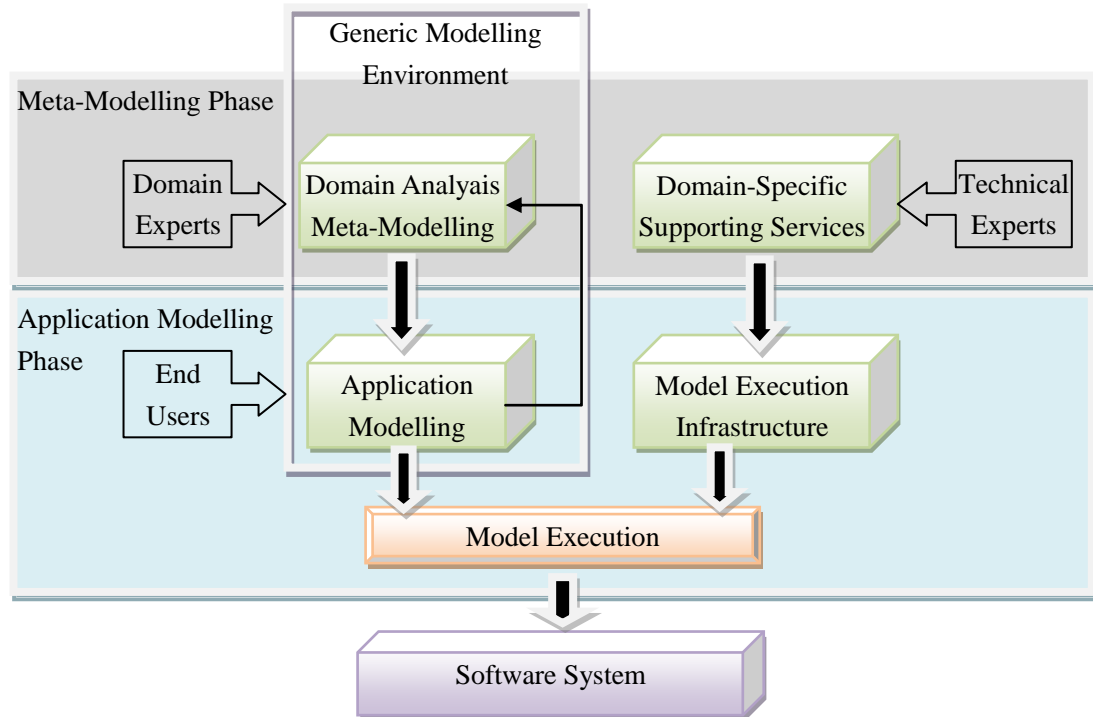 Generic Modelling
Environment
Meta-Modelling Phase
Domain
Experts
Domain Analyais
Meta-Modelling
Domain-Specific
Supporting Services
Technical
Experts
Application Modelling
Phase
End
Users
Application
Modelling
Model Execution
Infrastructure
Model Execution
Software System